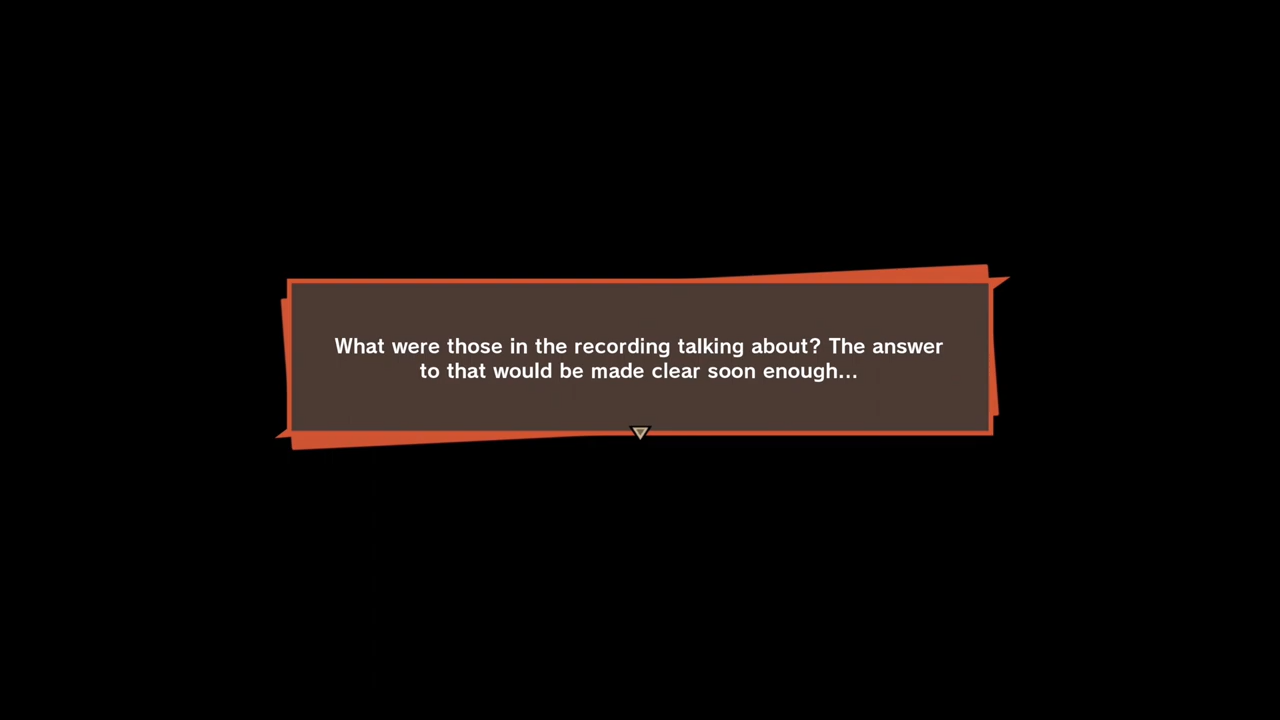 What were those in the recording talking about? The answer
to that would be made clear soon enough...